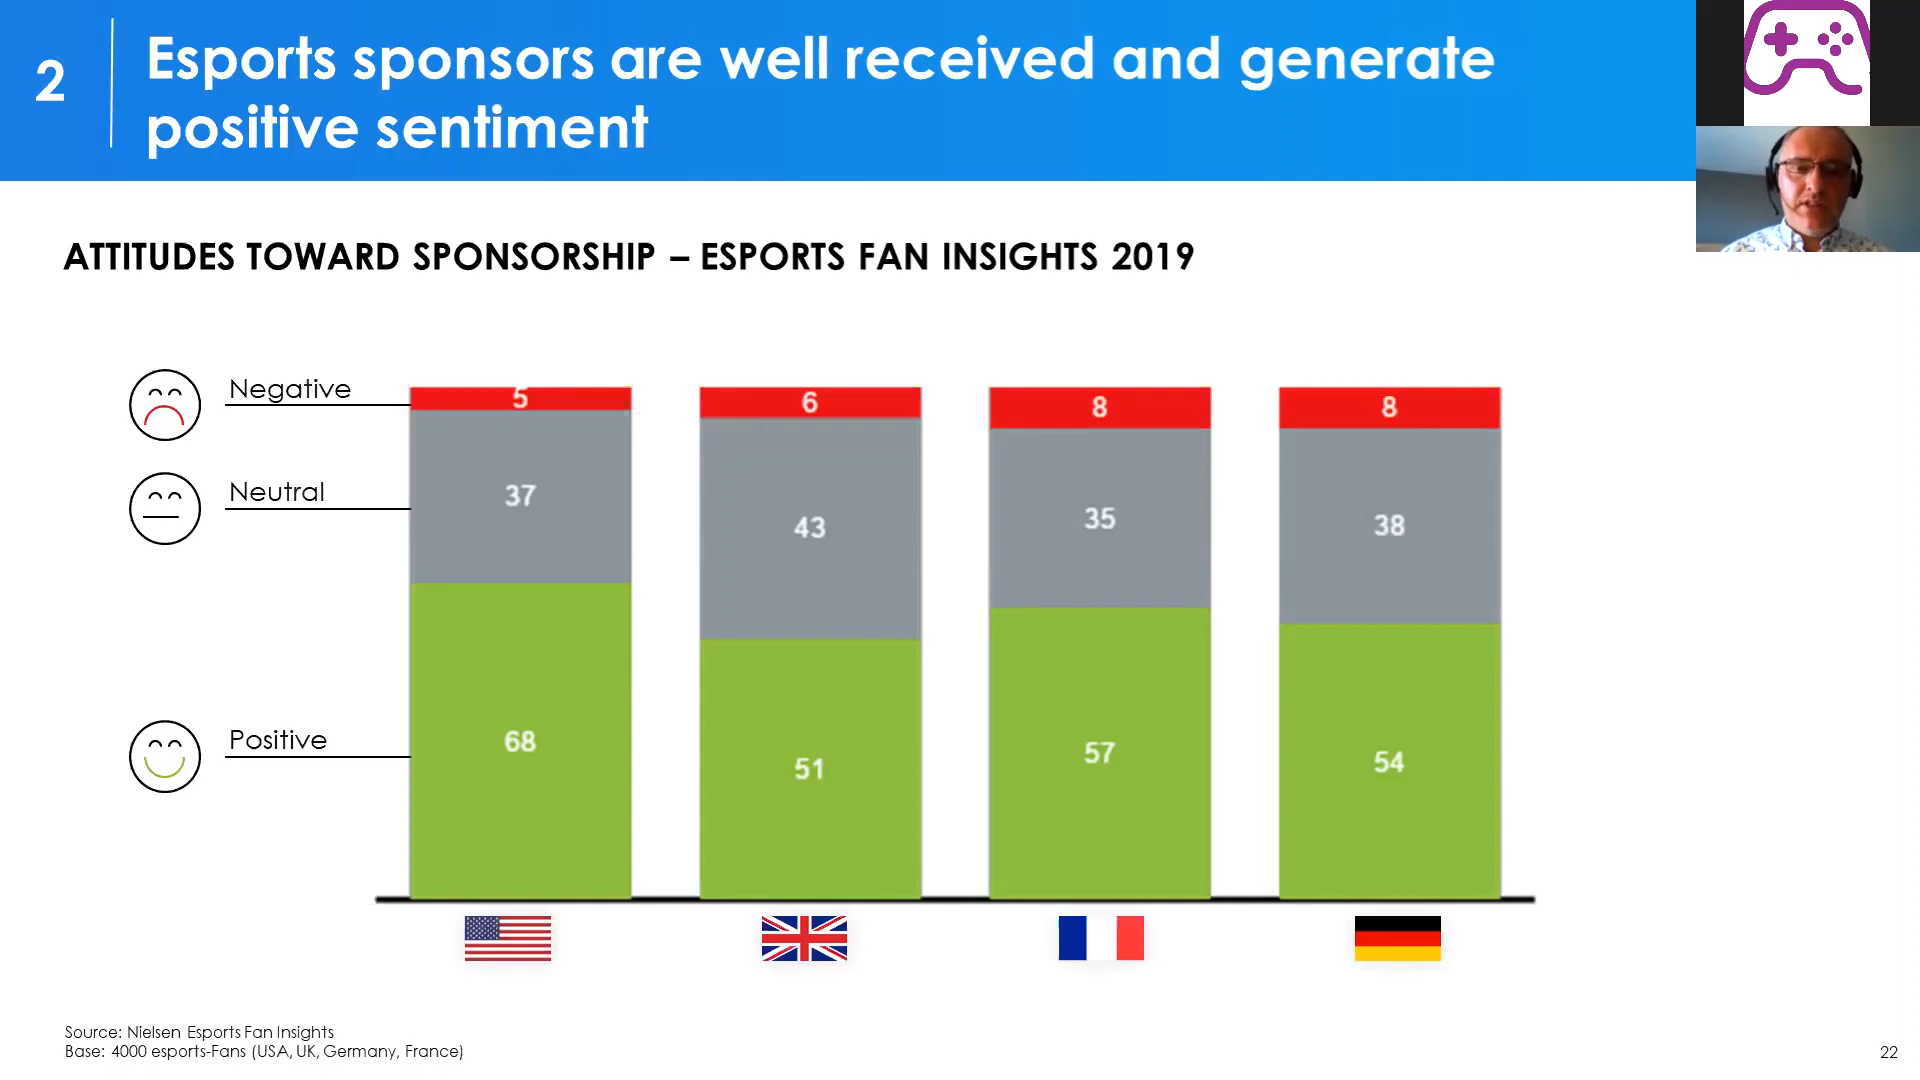 2
Esports sponsors are well received and generate
positive sentiment
ATTITUDES TOWARD SPONSORSHIP – ESPORTS FAN INSIGHTS 2019
Negative
Neutral
Positive
5
6
8
8
37
43
35
38
68
51
57
54
Source: Nielsen Esports Fan Insights
Base: 4000 esports-Fans (USA, UK, Germany, France)
22